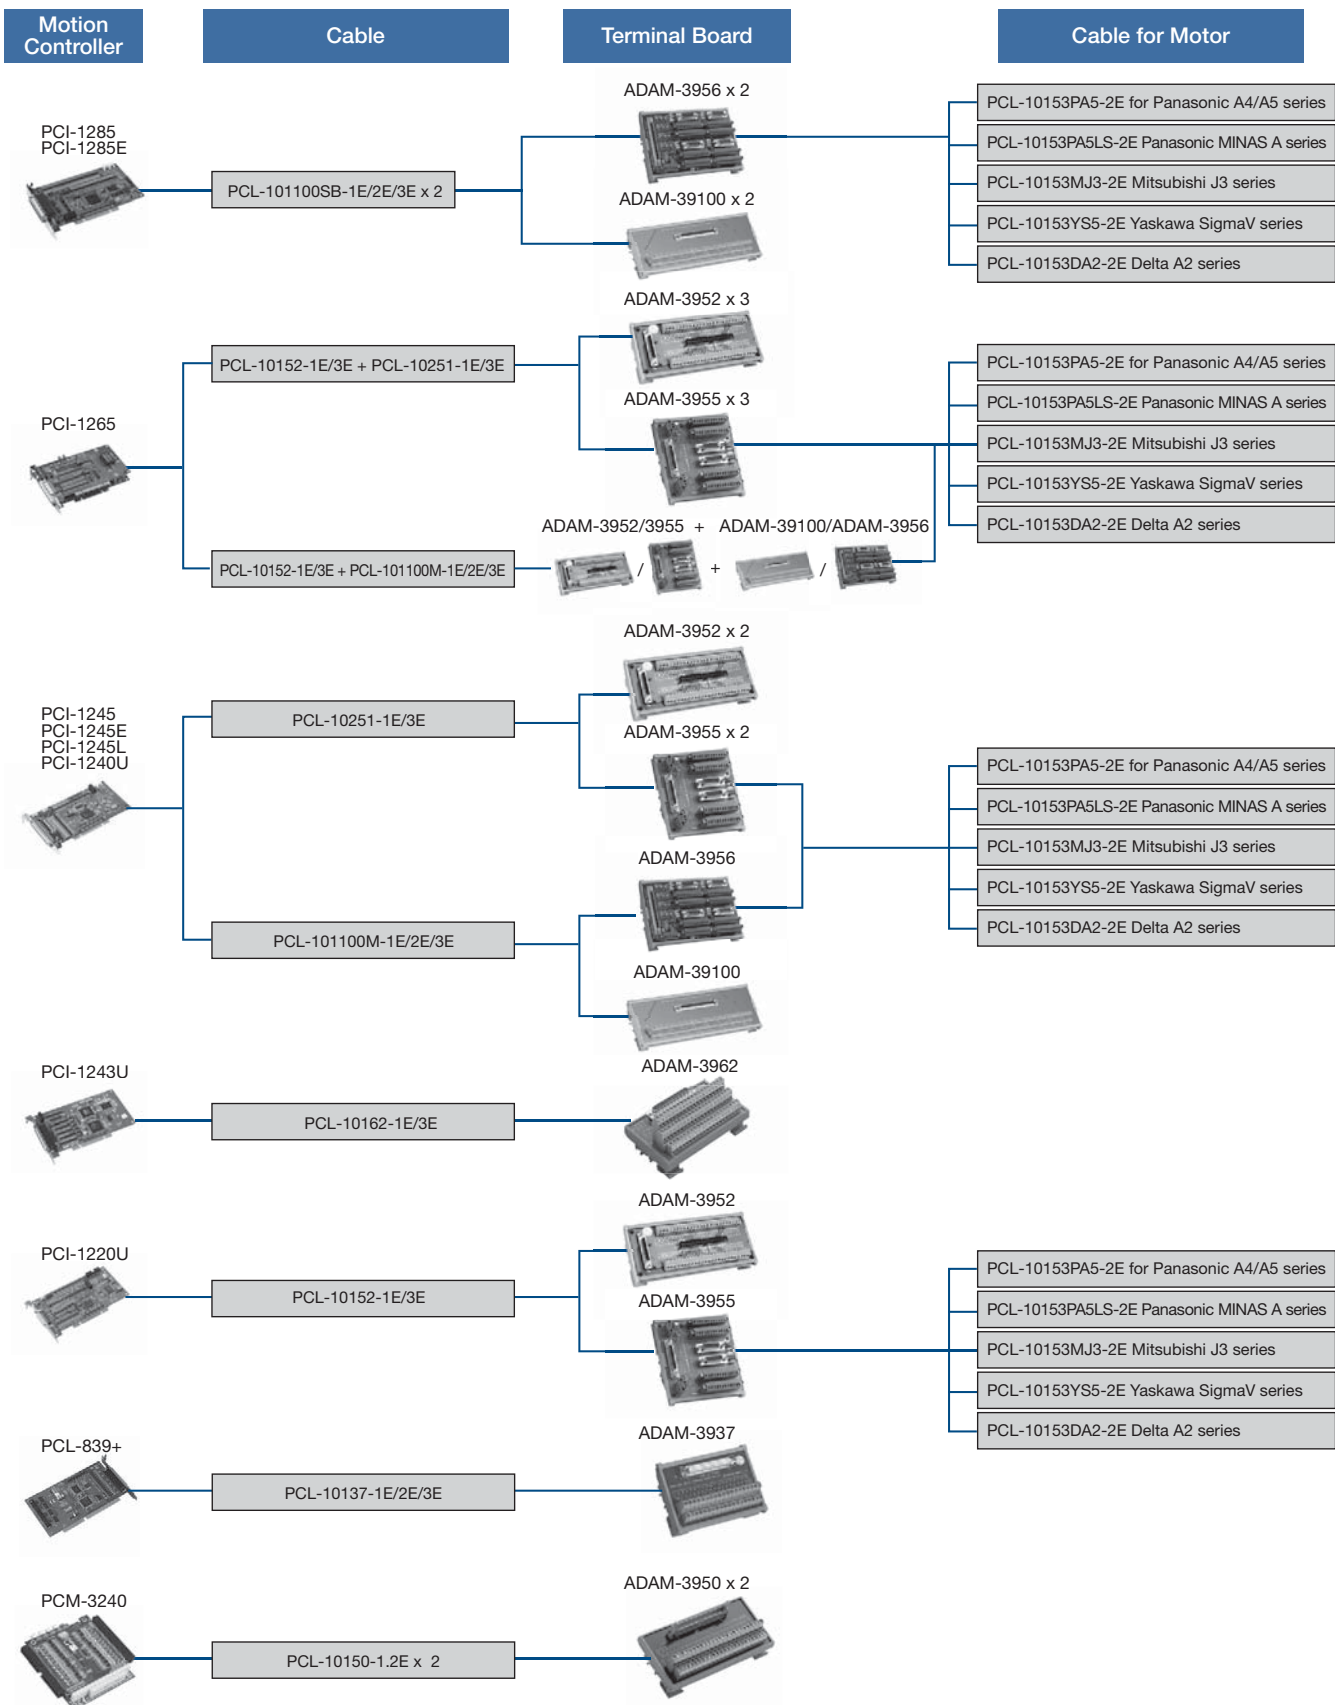 Motion
Controller
Cable
Terminal Board
Cable for Motor
PCI-1285
PCI-1285E
PCL-101100SB-1E/2E/3E x 2
ADAM-3956 x 2
ADAM-39100 x 2
PCL-10153PA5-2E for Panasonic A4/A5 series
PCL-10153PA5LS-2E Panasonic MINAS A series
PCL-10153MJ3-2E Mitsubishi J3 series
PCL-10153YS5-2E Yaskawa SigmaV series
PCL-10153DA2-2E Delta A2 series
PCI-1265
PCL-10152-1E/3E + PCL-10251-1E/3E
ADAM-3952 x 3
ADAM-3955 x 3
PCL-10152-1E/3E + PCL-101100M-1E/2E/3E
ADAM-3952/3955 + ADAM-39100/ADAM-3956
/ + /
PCL-10153PA5-2E for Panasonic A4/A5 series
PCL-10153PA5LS-2E Panasonic MINAS A series
PCL-10153MJ3-2E Mitsubishi J3 series
PCL-10153YS5-2E Yaskawa SigmaV series
PCL-10153DA2-2E Delta A2 series
PCI-1245
PCI-1245E
PCI-1245L
PCI-1240U
PCL-10251-1E/3E
ADAM-3952 x 2
ADAM-3955 x 2
PCL-101100M-1E/2E/3E
ADAM-3956
ADAM-39100
PCL-10153PA5-2E for Panasonic A4/A5 series
PCL-10153PA5LS-2E Panasonic MINAS A series
PCL-10153MJ3-2E Mitsubishi J3 series
PCL-10153YS5-2E Yaskawa SigmaV series
PCL-10153DA2-2E Delta A2 series
PCI-1243U
PCL-10162-1E/3E
ADAM-3962
PCI-1220U
PCL-10152-1E/3E
ADAM-3952
ADAM-3955
PCL-10153PA5-2E for Panasonic A4/A5 series
PCL-10153PA5LS-2E Panasonic MINAS A series
PCL-10153MJ3-2E Mitsubishi J3 series
PCL-10153YS5-2E Yaskawa SigmaV series
PCL-10153DA2-2E Delta A2 series
PCL-839+
PCL-10137-1E/2E/3E
ADAM-3937
PCM-3240
PCL-10150-1.2E x 2
ADAM-3950 x 2